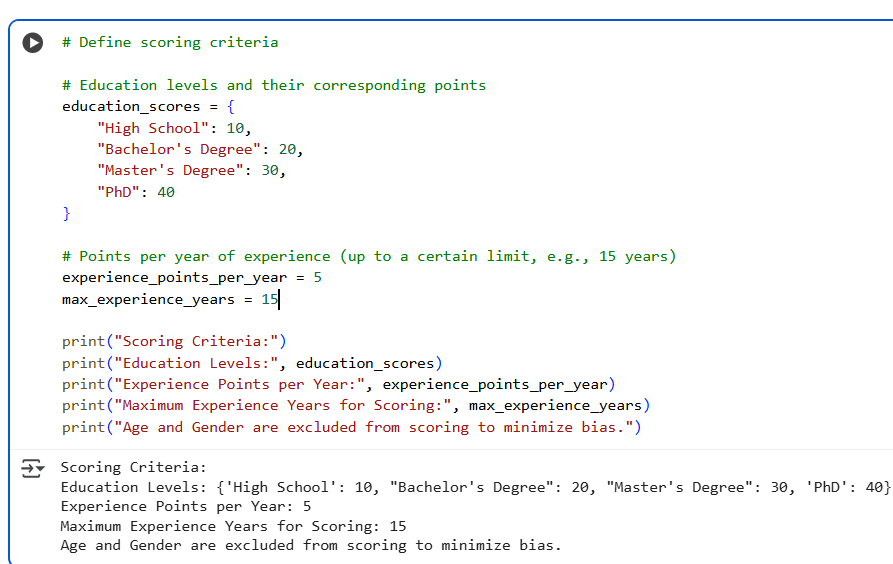 # Define scoring criteria
# Education levels and their corresponding points
education_scores = {
"High School": 10,
"Bachelor's Degree": 20,
"Master's Degree": 30,
"PhD": 40
}
# Points per year of experience (up to a certain limit, e.g., 15 years)
experience_points_per_year = 5
max_experience_years = 15
print("Scoring Criteria:")
print("Education Levels:", education_scores)
print("Experience Points per Year:", experience_points_per_year)
print("Maximum Experience Years for Scoring:", max_experience_years)
print("Age and Gender are excluded from scoring to minimize bias.")
Scoring Criteria:
Education Levels: {'High School': 10, "Bachelor's Degree": 20, "Master's Degree": 30, 'PhD': 40}
Experience Points per Year: 5
Maximum Experience Years for Scoring: 15
Age and Gender are excluded from scoring to minimize bias.